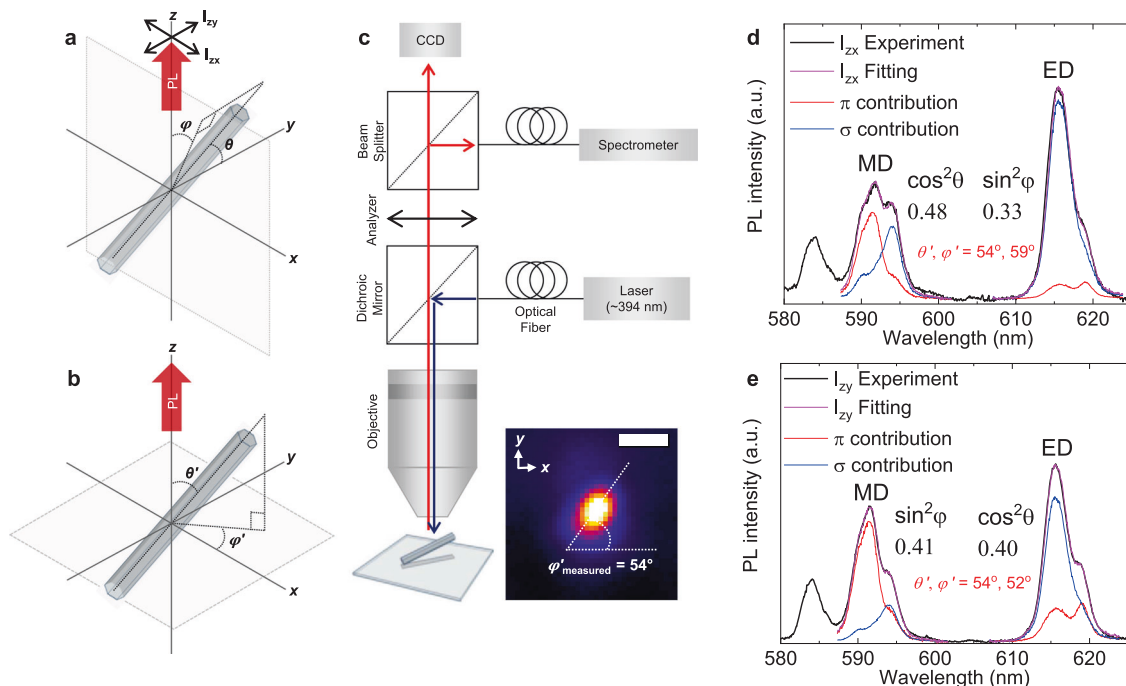 a
z
I_zy
I_zx
PL
φ
θ
y
x
b
z
PL
θ'
y
φ'
x
c
CCD
Beam
Splitter
Spectrometer
Analyzer
Dichroic
Mirror
Optical
Fiber
Laser
(~394 nm)
Objective
y
x
φ'measured = 54°
d
I_zx Experiment
I_zx Fitting
π contribution
σ contribution
ED
MD
cos²θ sin²φ
0.48 0.33
θ', φ' = 54°, 59°
PL intensity (a.u.)
580 590 600 610 620
Wavelength (nm)
e
I_zy Experiment
I_zy Fitting
π contribution
σ contribution
ED
MD
sin²φ cos²θ
0.41 0.40
θ', φ' = 54°, 52°
PL intensity (a.u.)
580 590 600 610 620
Wavelength (nm)